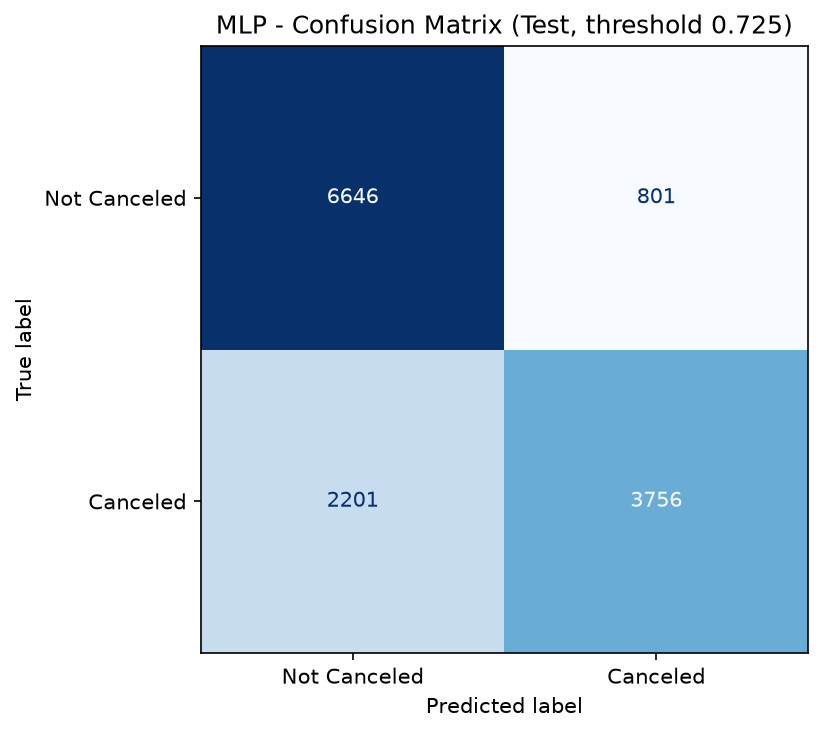 MLP - Confusion Matrix (Test, threshold 0.725)
True label
Not Canceled
6646
801
Canceled
2201
3756
Not Canceled
Canceled
Predicted label